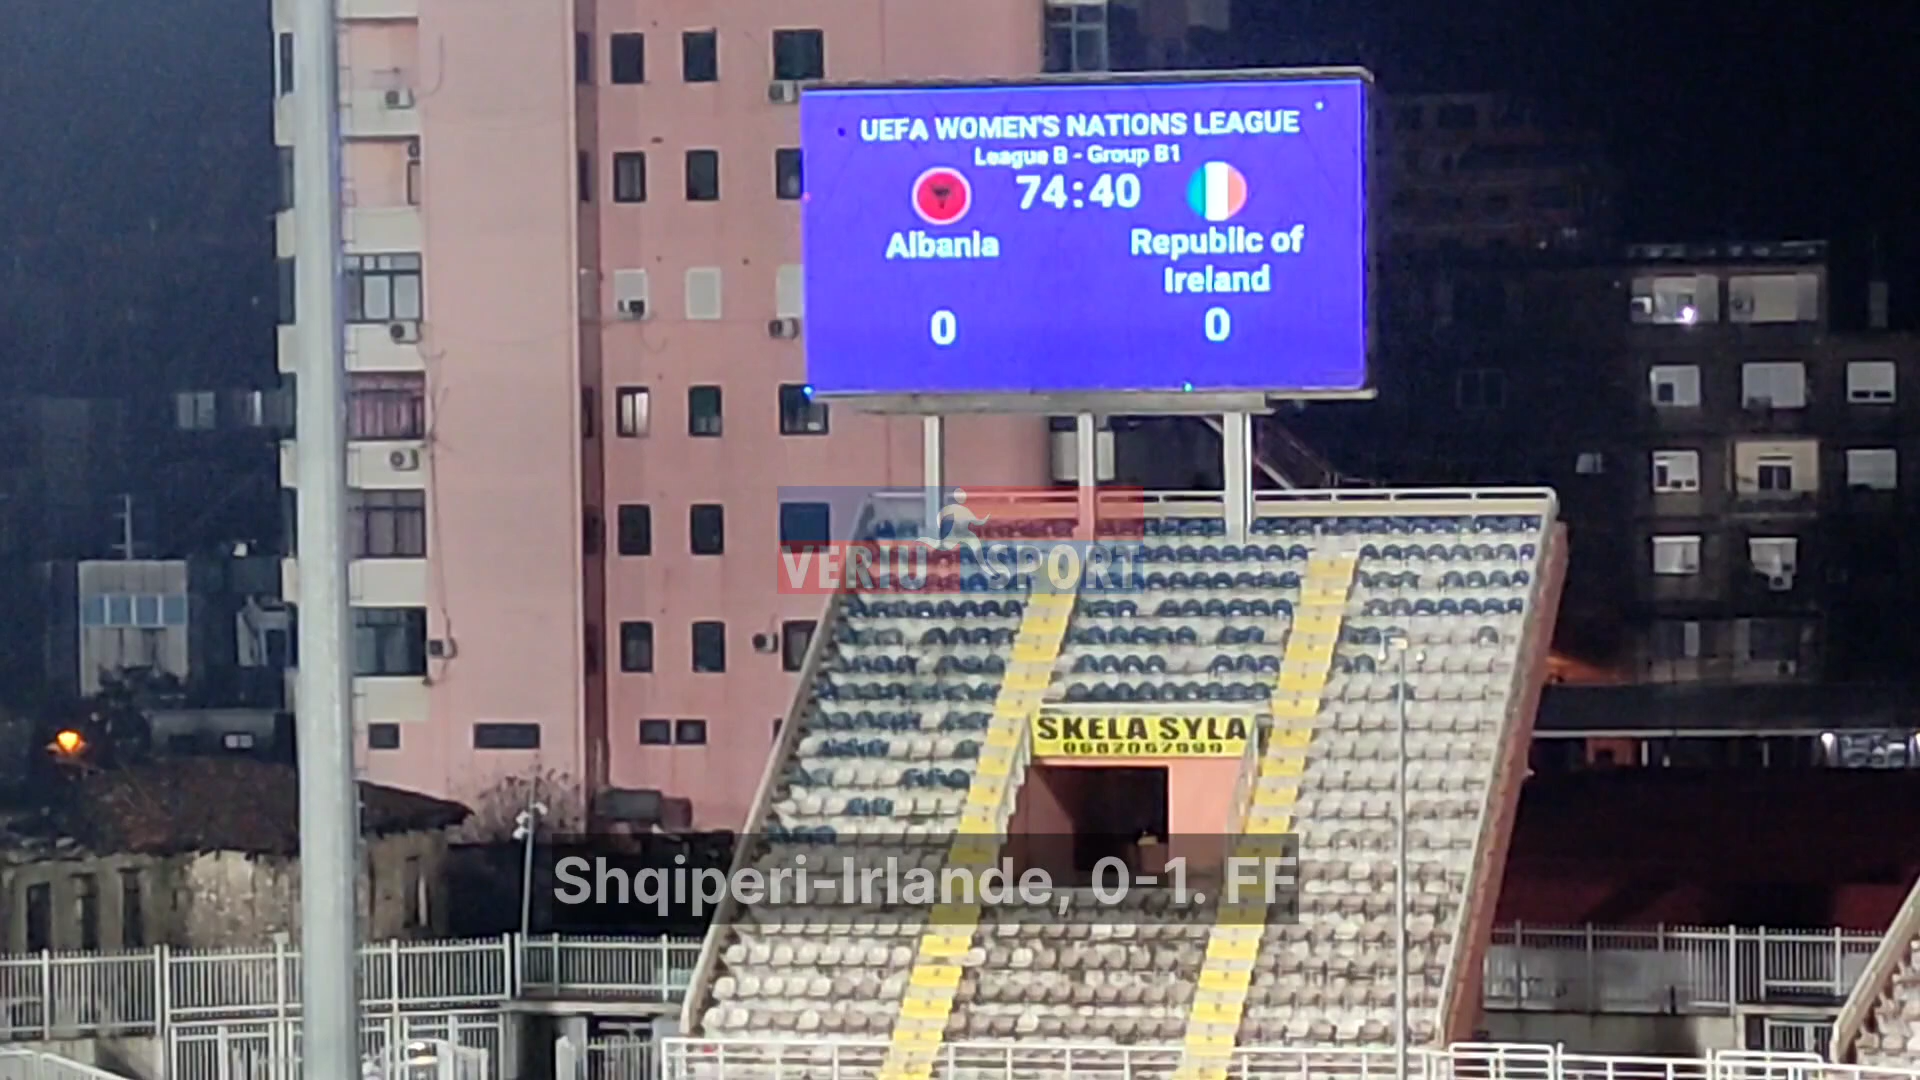 UEFA WOMEN'S NATIONS LEAGUE
League B - Group B1
74:40
Albania
Republic of
Ireland
0
0
VERIU SPORT
SKELA SYLA
0682062999
Shqiperi-Irlande, 0-1. FF